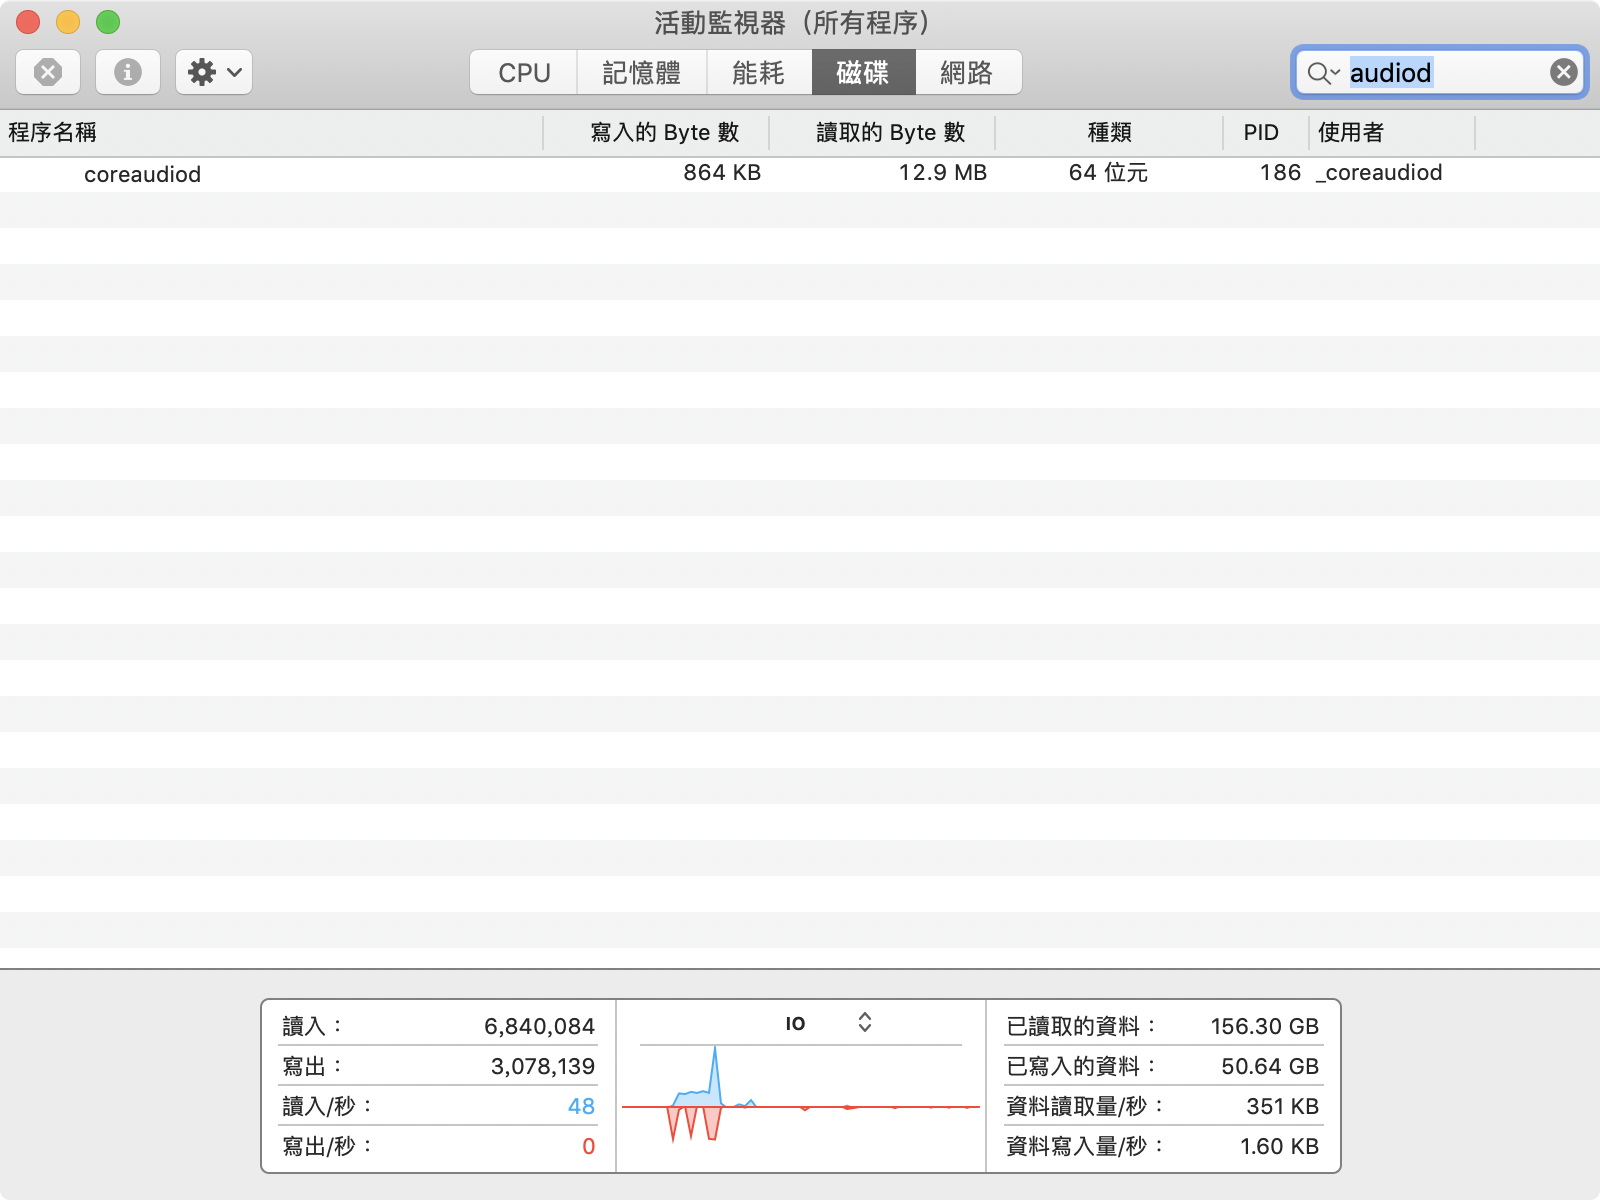 活動監視器（所有程序）
CPU 記憶體 能耗 磁碟 網路 audiod
程序名稱 寫入的 Byte 數 讀取的 Byte 數 種類 PID 使用者
coreaudiod 864 KB 12.9 MB 64 位元 186 _coreaudiod
讀入： 6,840,084
寫出： 3,078,139
讀入/秒： 48
寫出/秒： 0
IO
已讀取的資料： 156.30 GB
已寫入的資料： 50.64 GB
資料讀取量/秒： 351 KB
資料寫入量/秒： 1.60 KB